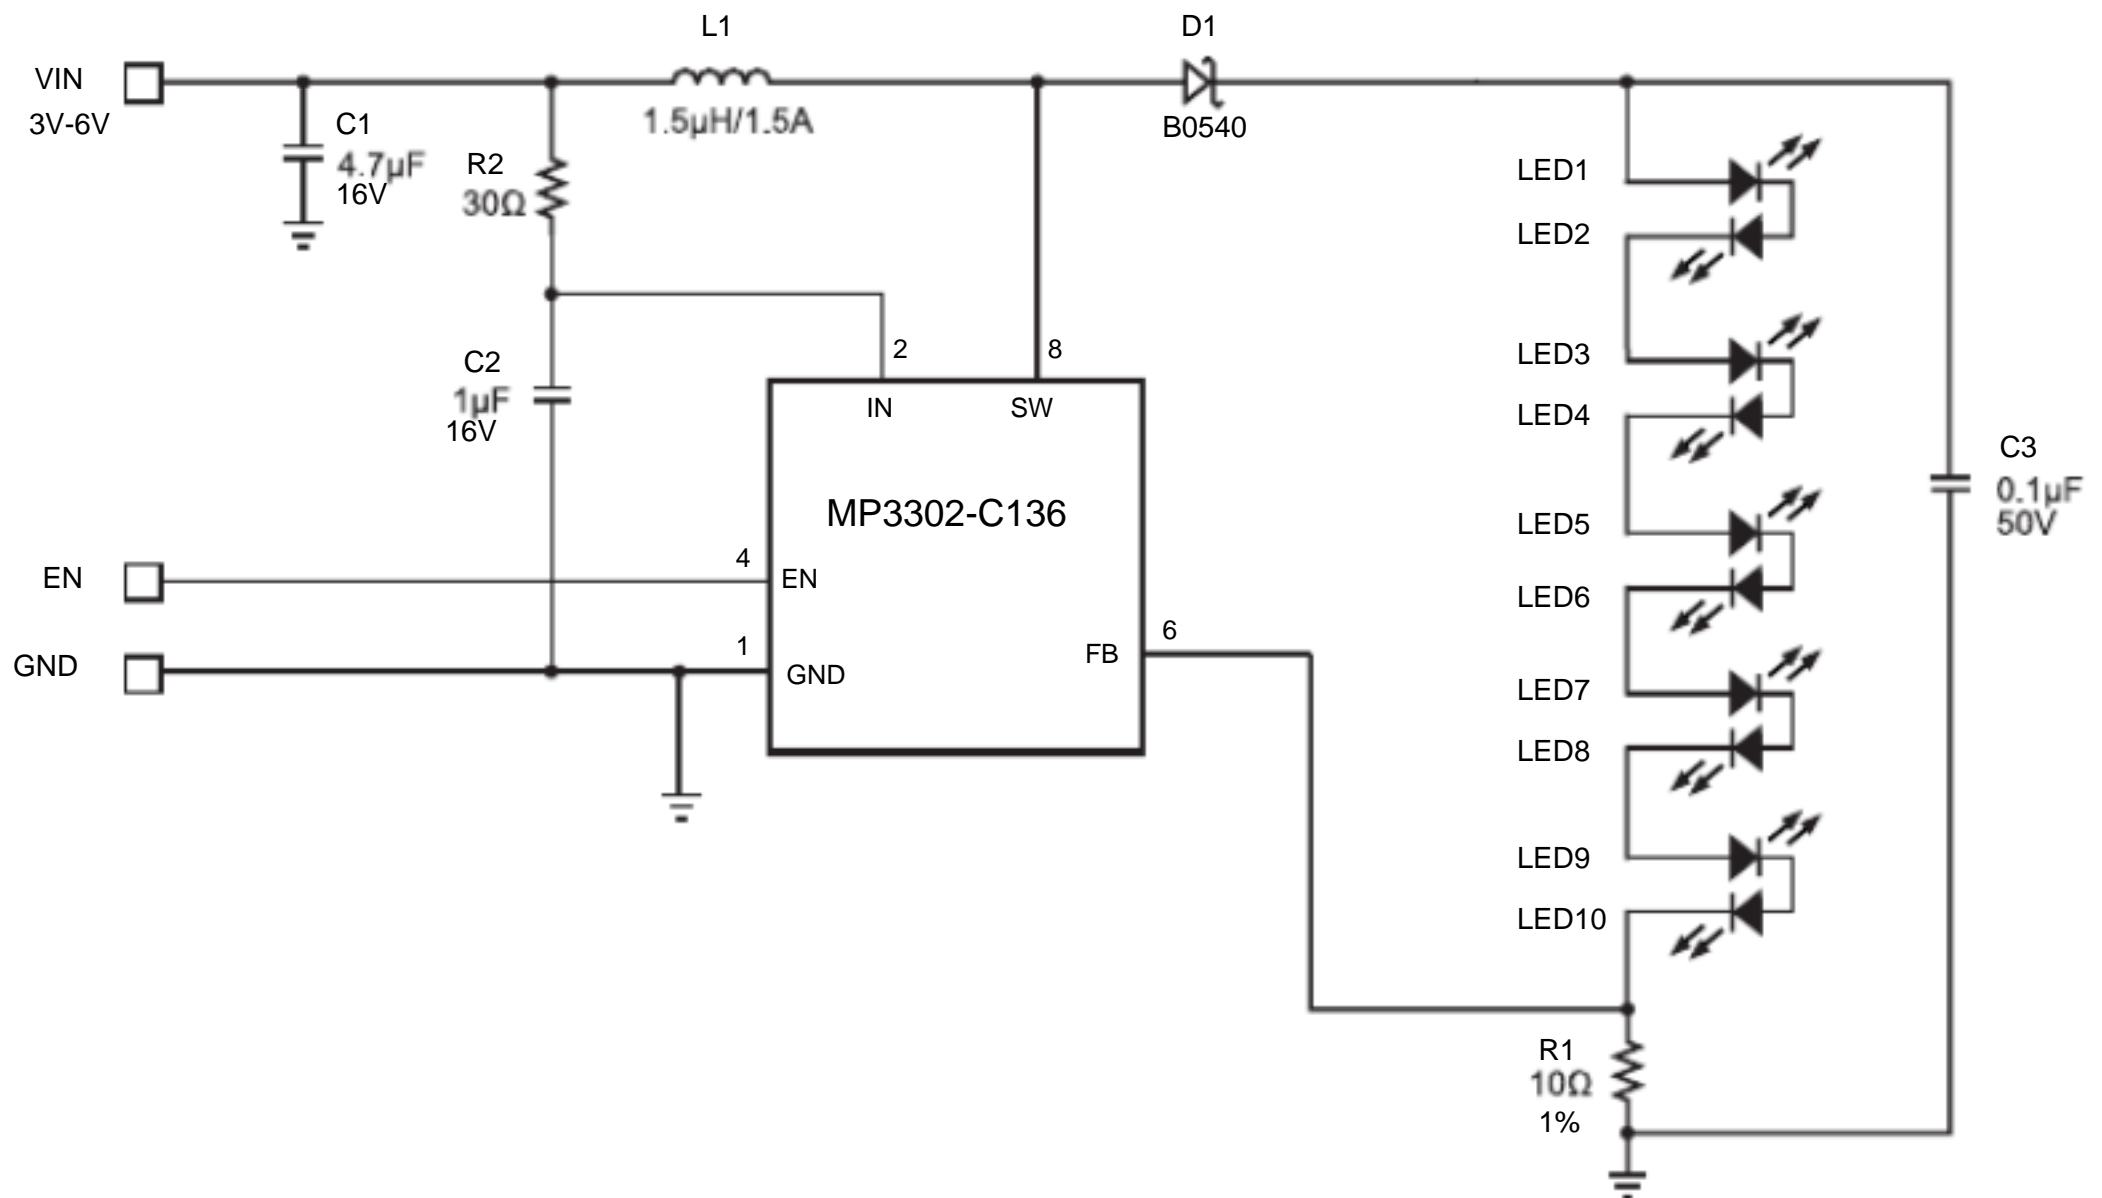 L1
D1
VIN
3V-6V
C1
4.7µF
16V
R2
30Ω
1.5µH/1.5A
B0540
LED1
LED2
2
8
C2
1µF
16V
IN
SW
LED3
LED4
C3
0.1µF
50V
MP3302-C136
LED5
LED6
EN
4
EN
GND
1
GND
FB
6
LED7
LED8
LED9
LED10
R1
10Ω
1%